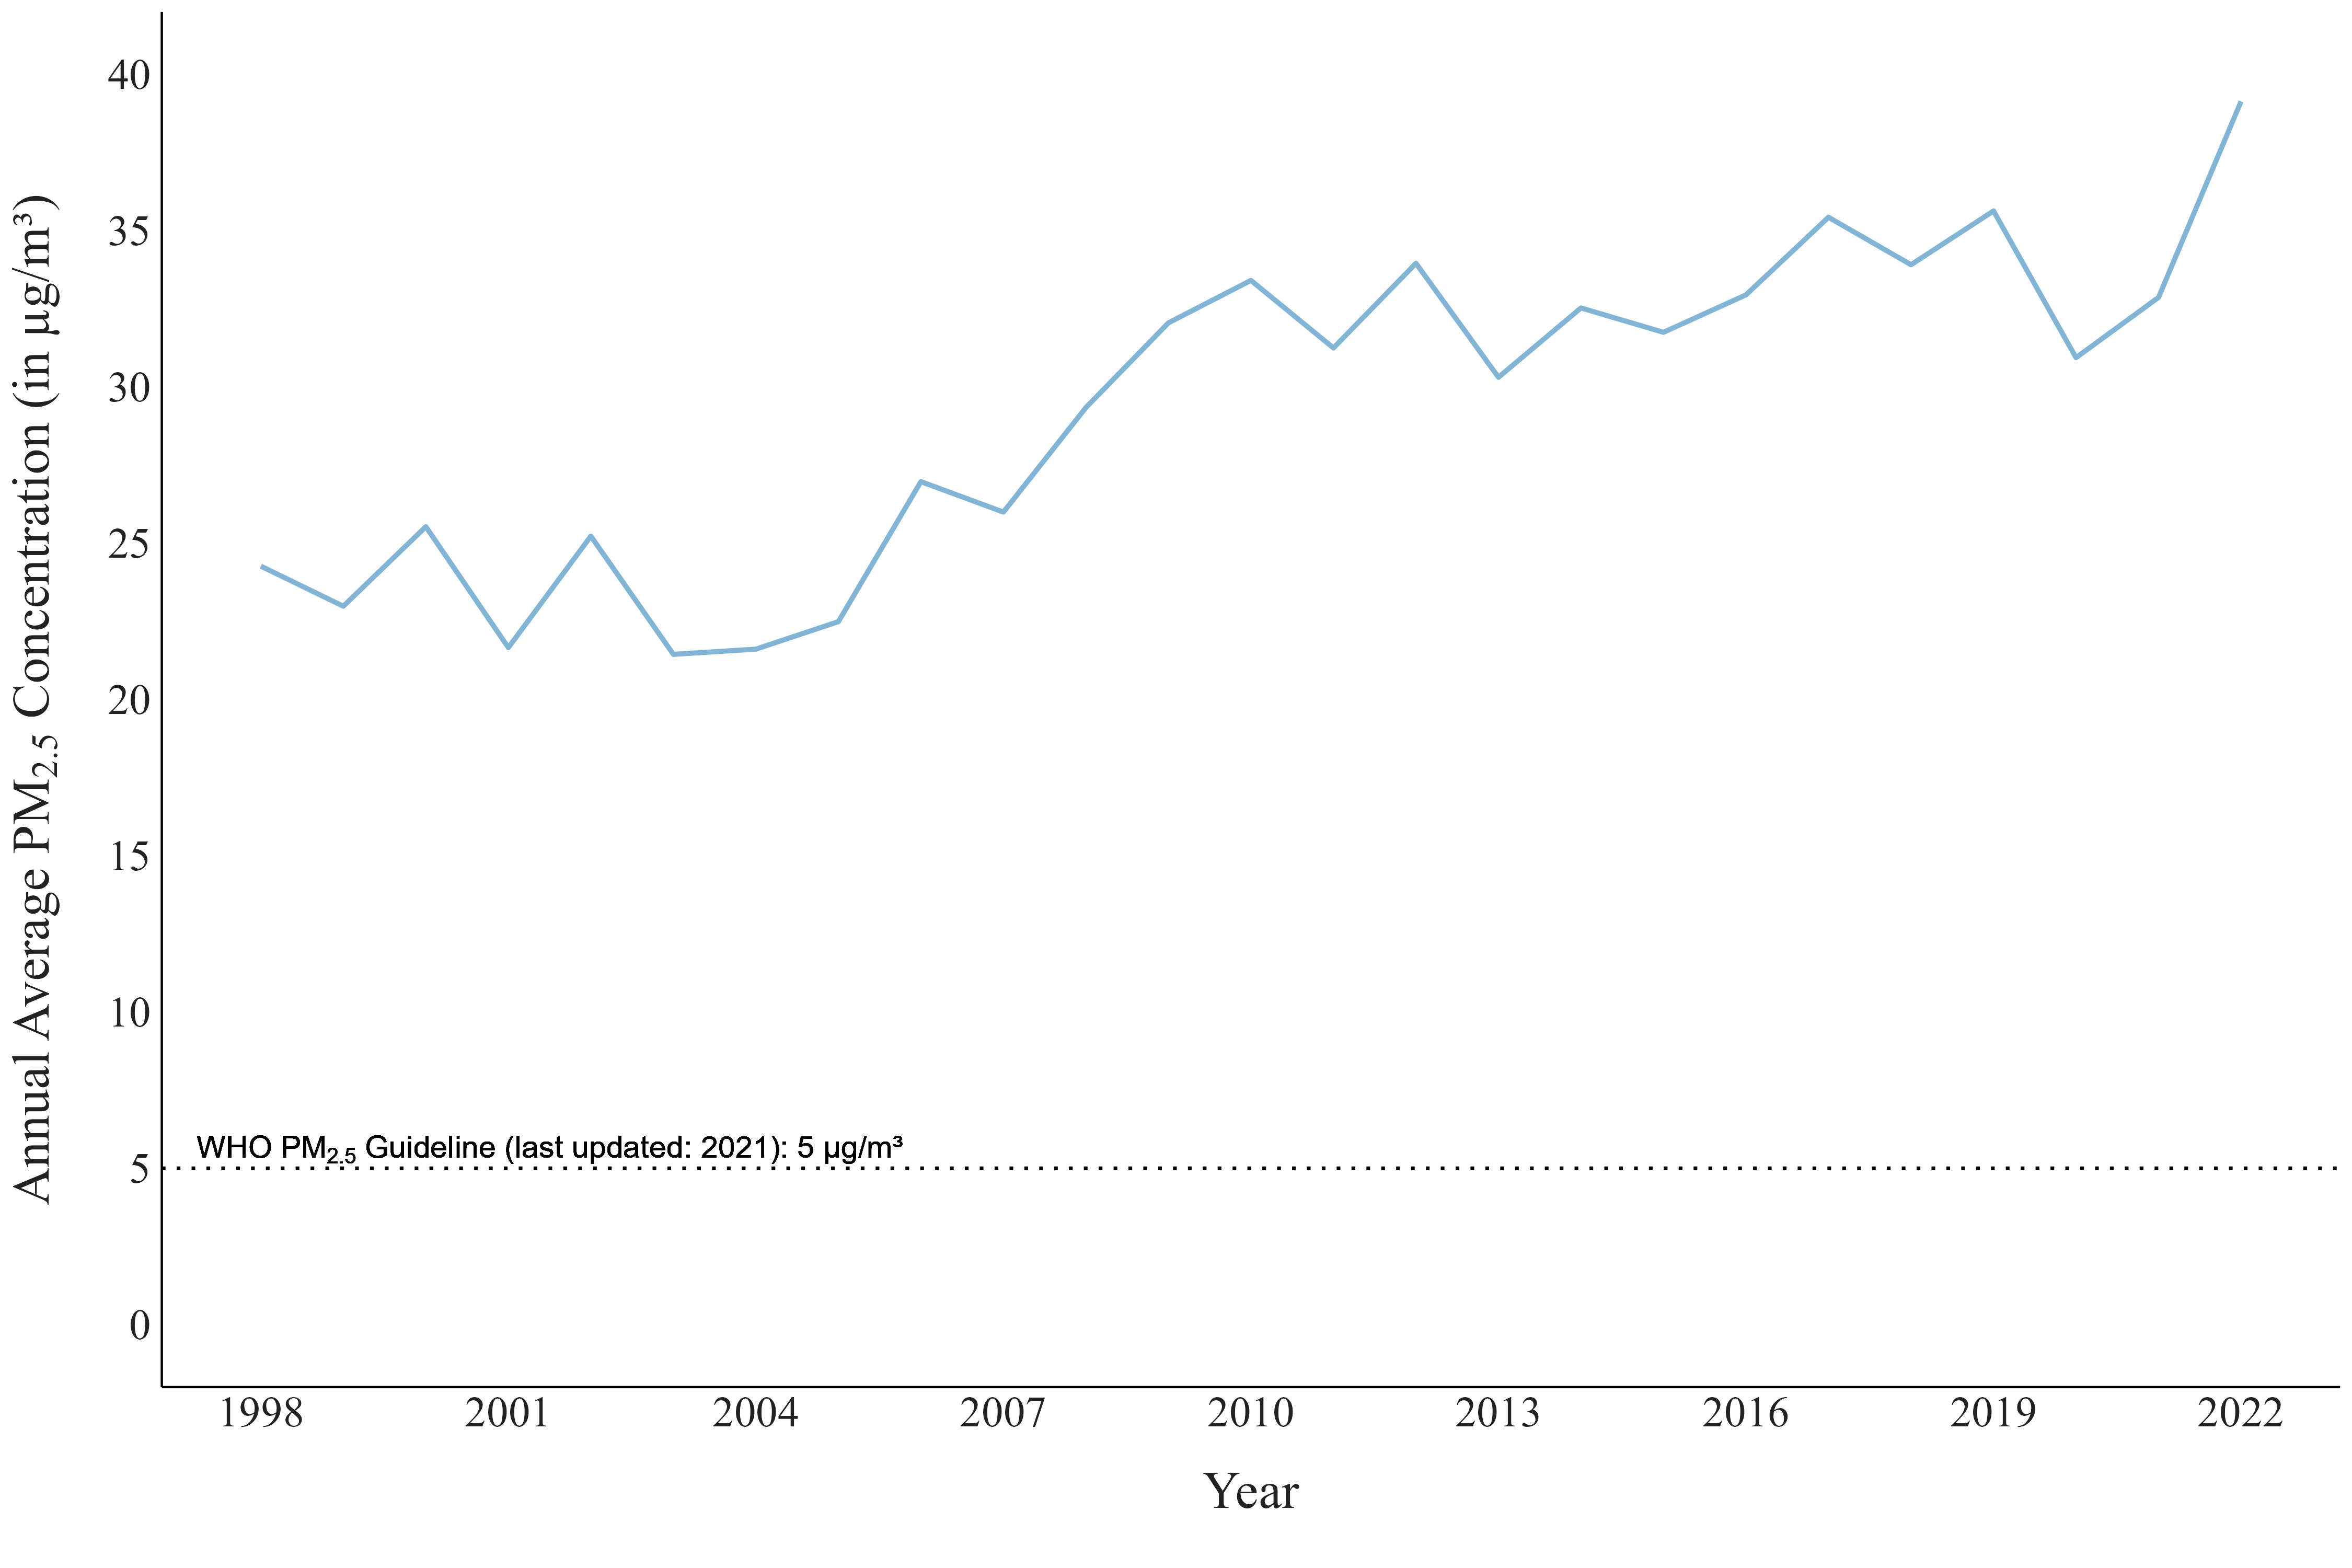 Annual Average PM₂.₅ Concentration (in µg/m³)
40
35
30
25
20
15
10
5
0
WHO PM₂.₅ Guideline (last updated: 2021): 5 µg/m³
1998 2001 2004 2007 2010 2013 2016 2019 2022
Year